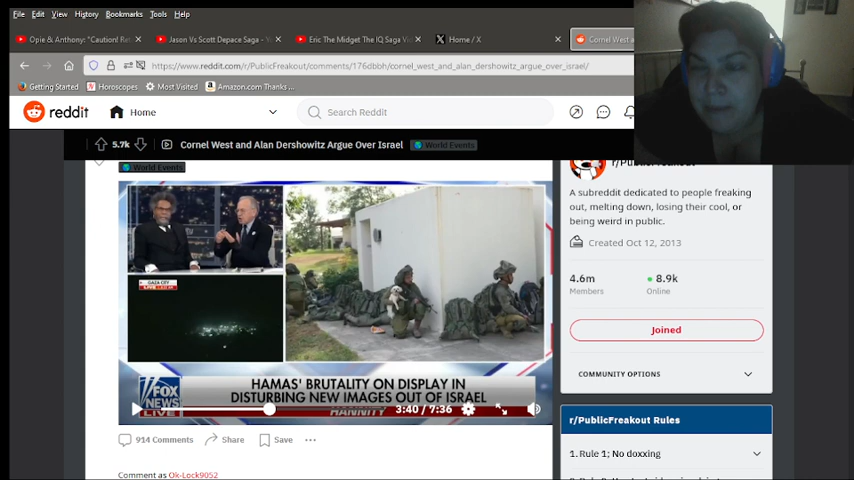 File Edit View History Bookmarks Tools Help
Opie & Anthony: "Caution! Ret
Jason Vs Scott Depace Saga -
Eric The Midget The IQ Saga
Home / X
Cornel West an
https://www.reddit.com/r/PublicFreakout/comments/176dbbh/cornel_west_and_alan_dershowitz_argue_over_israel/
Getting Started Horoscopes Most Visited Amazon.com Thanks ...
reddit
Home
Search Reddit
5.7k
Cornel West and Alan Dershowitz Argue Over Israel
World Events
World Events
r/PublicFreakout
A subreddit dedicated to people freaking
out, melting down, losing their cool, or
being weird in public.
Created Oct 12, 2013
4.6m
8.9k
Members
Online
Joined
COMMUNITY OPTIONS
r/PublicFreakout Rules
1. Rule 1; No doxxing
GAZA CITY
HAMAS' BRUTALITY ON DISPLAY IN
DISTURBING NEW IMAGES OUT OF ISRAEL
FOX
NEWS
LIVE
HANNITY
3:40 / 7:36
914 Comments
Share
Save
Comment as Ok-Lock9052